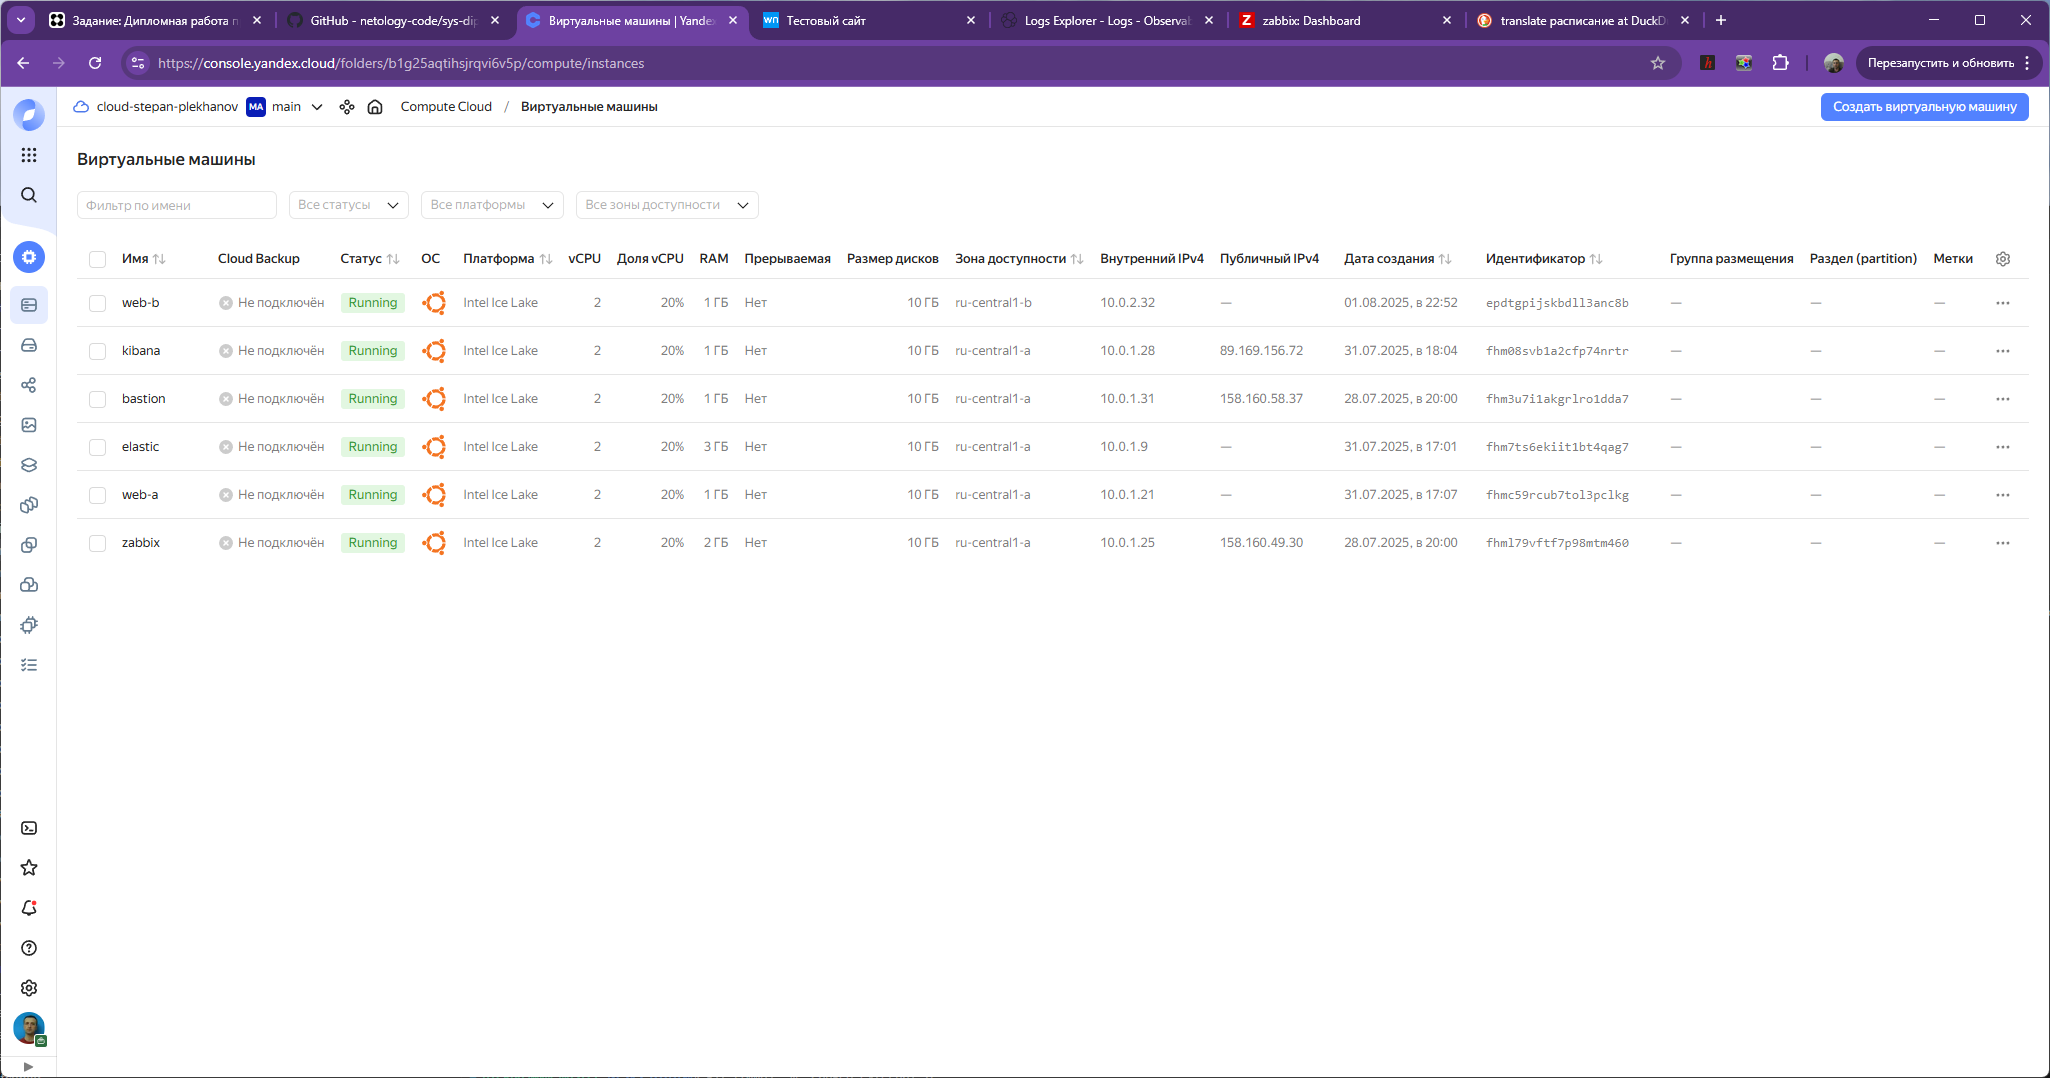 Задание: Дипломная работа п
GitHub - netology-code/sys-dip
Виртуальные машины | Yandex
wn Тестовый сайт
Logs Explorer - Logs - Observab
Z zabbix: Dashboard
translate расписание at DuckD
https://console.yandex.cloud/folders/b1g25aqtihsjrqvi6v5p/compute/instances
Перезапустить и обновить
cloud-stepan-plekhanov MA main Compute Cloud / Виртуальные машины
Создать виртуальную машину
Виртуальные машины
Фильтр по имени Все статусы Все платформы Все зоны доступности
Имя Cloud Backup Статус ОС Платформа vCPU Доля vCPU RAM Прерываемая Размер дисков Зона доступности Внутренний IPv4 Публичный IPv4 Дата создания Идентификатор Группа размещения Раздел (partition) Метки
web-b Не подключён Running Intel Ice Lake 2 20% 1 ГБ Нет 10 ГБ ru-central1-b 10.0.2.32 — 01.08.2025, в 22:52 epdtgpijskbdll3anc8b — — —
kibana Не подключён Running Intel Ice Lake 2 20% 1 ГБ Нет 10 ГБ ru-central1-a 10.0.1.28 89.169.156.72 31.07.2025, в 18:04 fhm08svb1a2cfp74nrtr — — —
bastion Не подключён Running Intel Ice Lake 2 20% 1 ГБ Нет 10 ГБ ru-central1-a 10.0.1.31 158.160.58.37 28.07.2025, в 20:00 fhm3u7i1akgrlro1dda7 — — —
elastic Не подключён Running Intel Ice Lake 2 20% 3 ГБ Нет 10 ГБ ru-central1-a 10.0.1.9 — 31.07.2025, в 17:01 fhm7ts6ekiit1bt4qag7 — — —
web-a Не подключён Running Intel Ice Lake 2 20% 1 ГБ Нет 10 ГБ ru-central1-a 10.0.1.21 — 31.07.2025, в 17:07 fhmc59rcub7tol3pclkg — — —
zabbix Не подключён Running Intel Ice Lake 2 20% 2 ГБ Нет 10 ГБ ru-central1-a 10.0.1.25 158.160.49.30 28.07.2025, в 20:00 fhml79vftf7p98mtm460 — — —